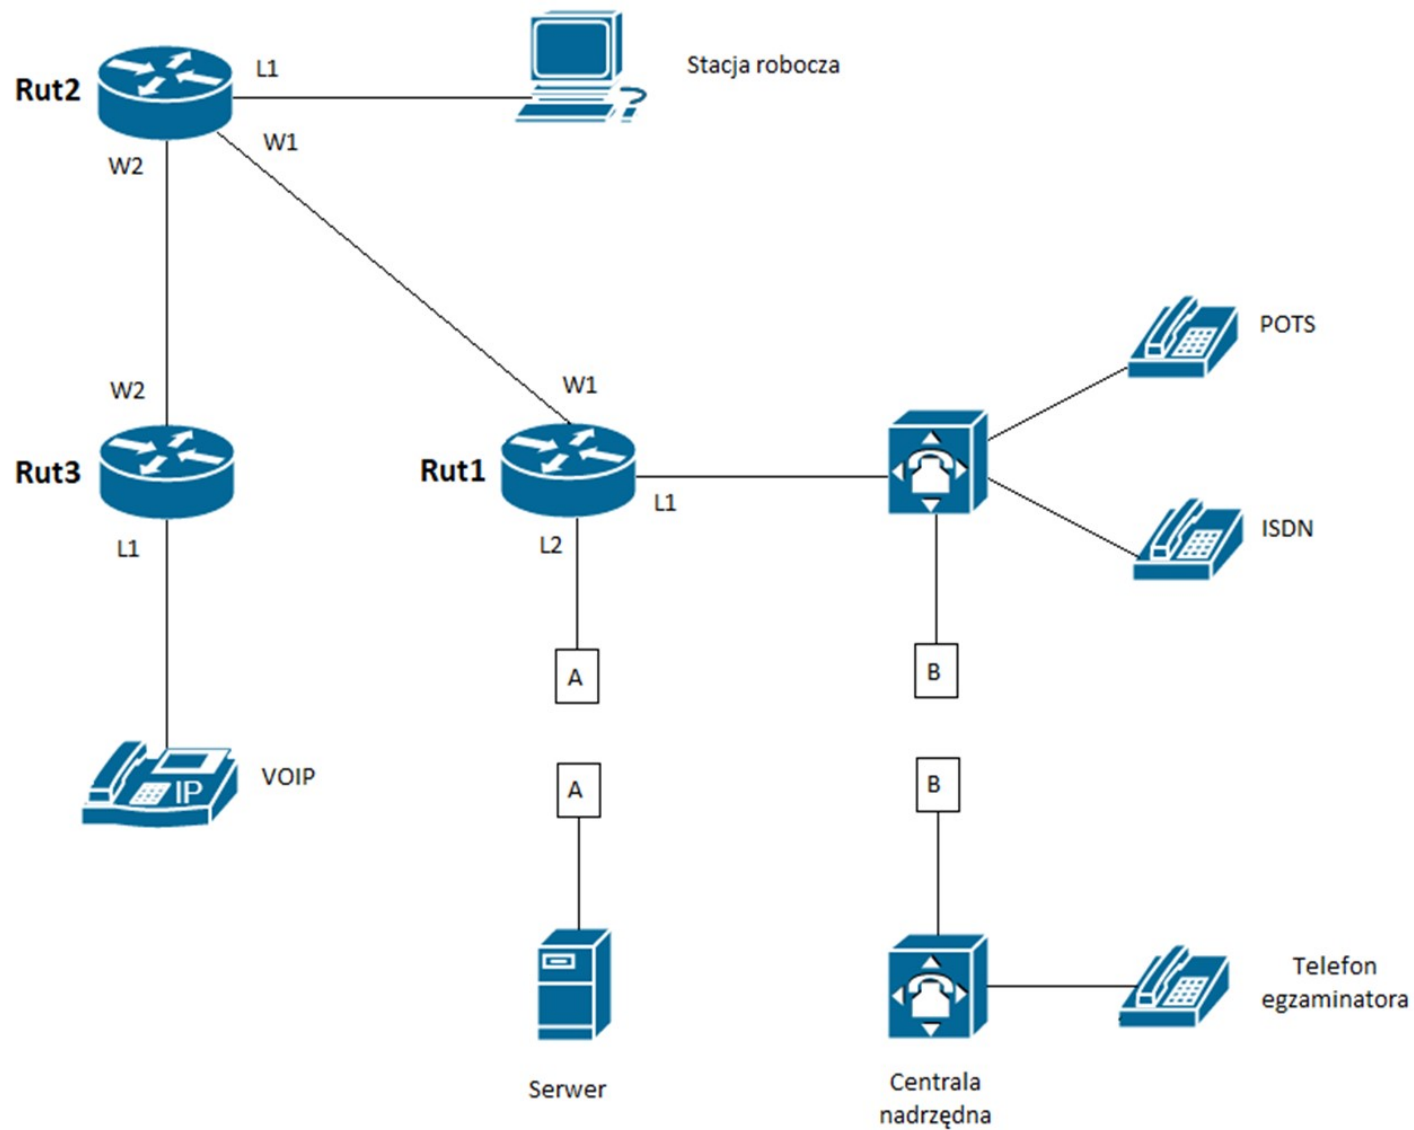 L1
Stacja robocza
Rut2
W1
W2
POTS
W2
W1
Rut3
Rut1
L1
ISDN
L1
L2
A
B
VOIP
IP
A
B
Telefon
egzaminatora
Serwer
Centrala
nadrzędna